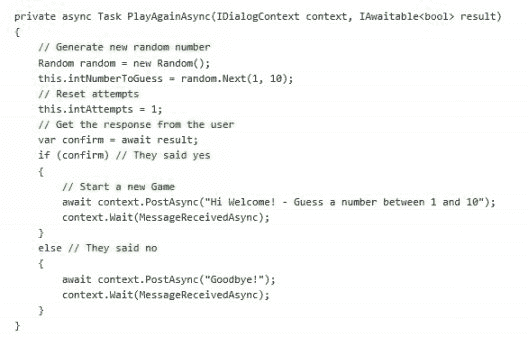 private async Task PlayAgainAsync(IDialogContext context, IAwaitable<bool> result)
{
    // Generate new random number
    Random random = new Random();
    this.intNumberToGuess = random.Next(1, 10);
    // Reset attempts
    this.intAttempts = 1;
    // Get the response from the user
    var confirm = await result;
    if (confirm) // They said yes
    {
        // Start a new Game
        await context.PostAsync("Hi Welcome! - Guess a number between 1 and 10");
        context.Wait(MessageReceivedAsync);
    }
    else // They said no
    {
        await context.PostAsync("Goodbye!");
        context.Wait(MessageReceivedAsync);
    }
}